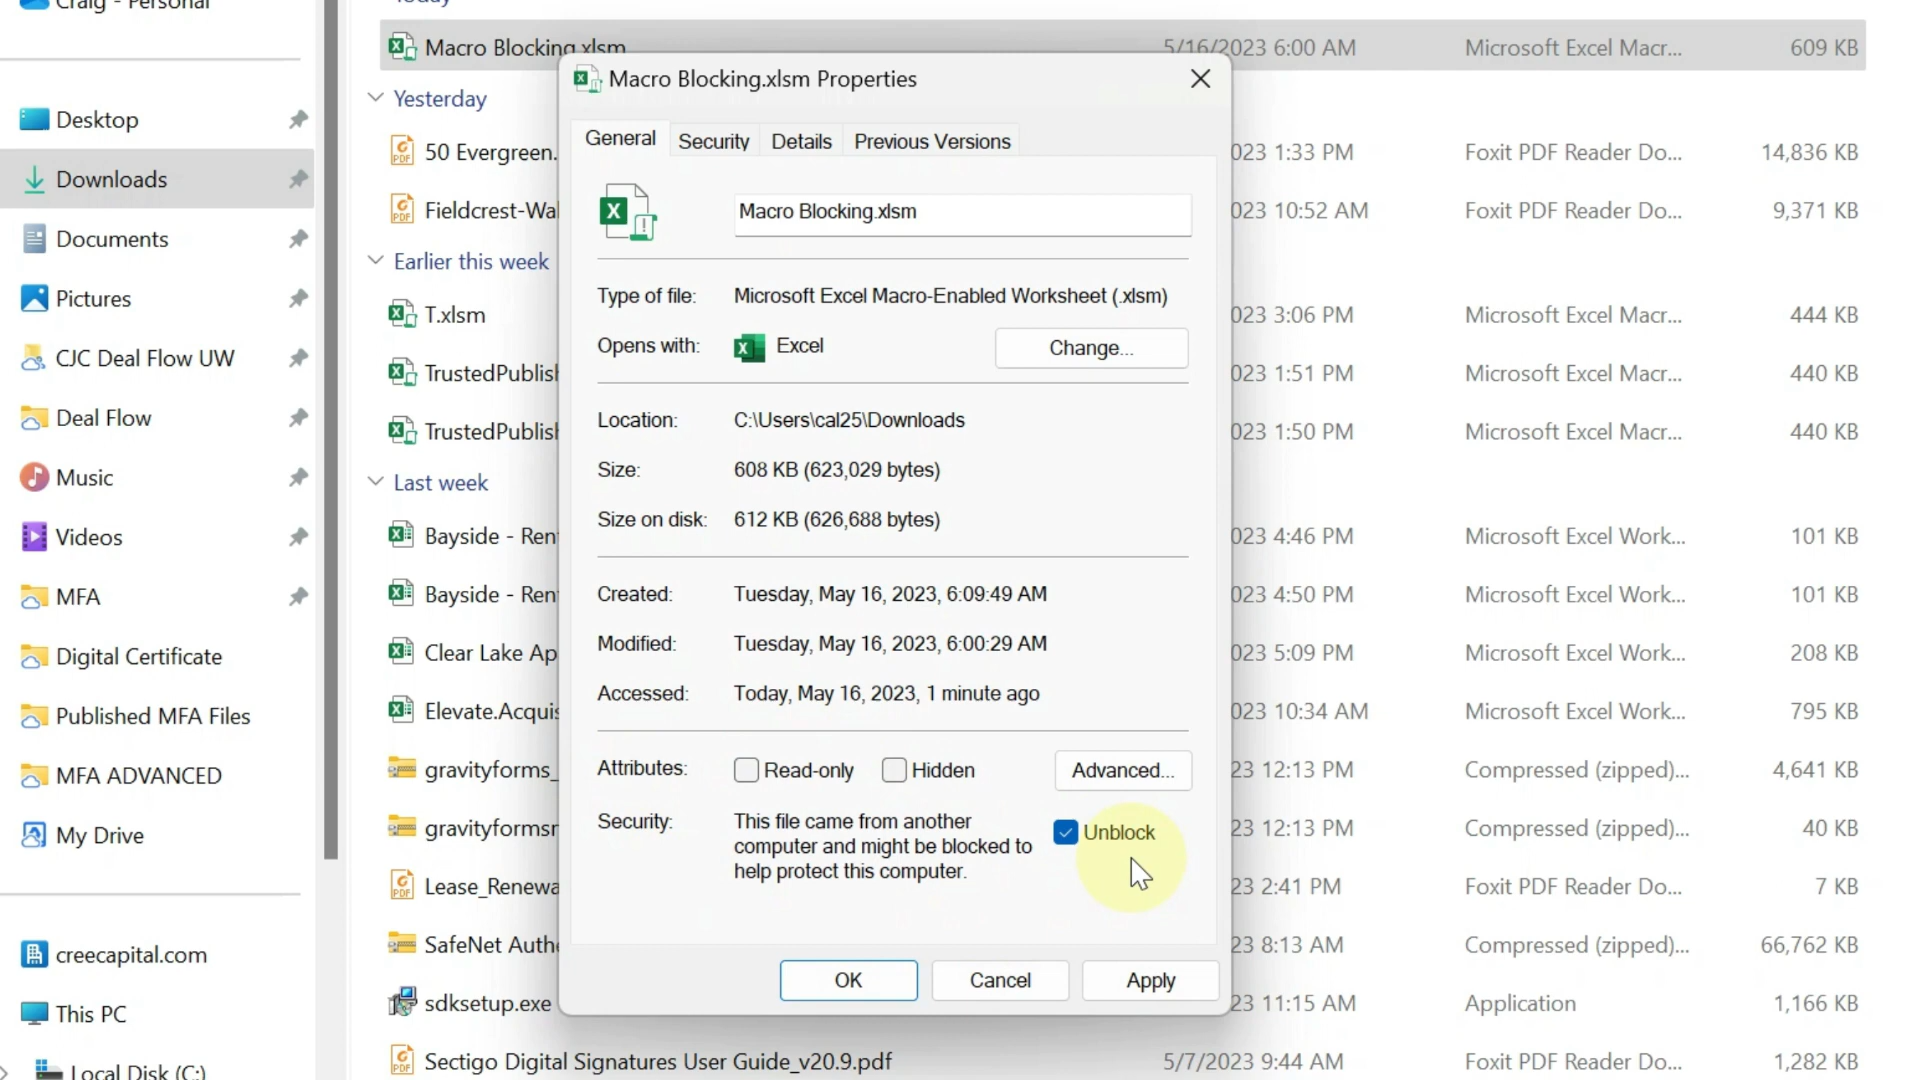 Craig - Personal
Desktop
Downloads
Documents
Pictures
CJC Deal Flow UW
Deal Flow
Music
Videos
MFA
Digital Certificate
Published MFA Files
MFA ADVANCED
My Drive
creecapital.com
This PC
Local Disk (C:)
Today
Macro Blocking.xlsm 5/16/2023 6:00 AM Microsoft Excel Macr... 609 KB
Yesterday
50 Evergreen. 023 1:33 PM Foxit PDF Reader Do... 14,836 KB
Fieldcrest-Wal 023 10:52 AM Foxit PDF Reader Do... 9,371 KB
Earlier this week
T.xlsm 023 3:06 PM Microsoft Excel Macr... 444 KB
TrustedPublish 023 1:51 PM Microsoft Excel Macr... 440 KB
TrustedPublish 023 1:50 PM Microsoft Excel Macr... 440 KB
Last week
Bayside - Ren 023 4:46 PM Microsoft Excel Work... 101 KB
Bayside - Ren 023 4:50 PM Microsoft Excel Work... 101 KB
Clear Lake Ap 023 5:09 PM Microsoft Excel Work... 208 KB
Elevate.Acquis 023 10:34 AM Microsoft Excel Work... 795 KB
gravityforms_ 23 12:13 PM Compressed (zipped)... 4,641 KB
gravityformsr 23 12:13 PM Compressed (zipped)... 40 KB
Lease_Renewa 23 2:41 PM Foxit PDF Reader Do... 7 KB
SafeNet Authe 23 8:13 AM Compressed (zipped)... 66,762 KB
sdksetup.exe 23 11:15 AM Application 1,166 KB
Sectigo Digital Signatures User Guide_v20.9.pdf 5/7/2023 9:44 AM Foxit PDF Reader Do... 1,282 KB
Macro Blocking.xlsm Properties
General Security Details Previous Versions
Macro Blocking.xlsm
Type of file: Microsoft Excel Macro-Enabled Worksheet (.xlsm)
Opens with: Excel Change...
Location: C:\Users\cal25\Downloads
Size: 608 KB (623,029 bytes)
Size on disk: 612 KB (626,688 bytes)
Created: Tuesday, May 16, 2023, 6:09:49 AM
Modified: Tuesday, May 16, 2023, 6:00:29 AM
Accessed: Today, May 16, 2023, 1 minute ago
Attributes: Read-only Hidden Advanced...
Security: This file came from another
computer and might be blocked to
help protect this computer.
Unblock
OK Cancel Apply